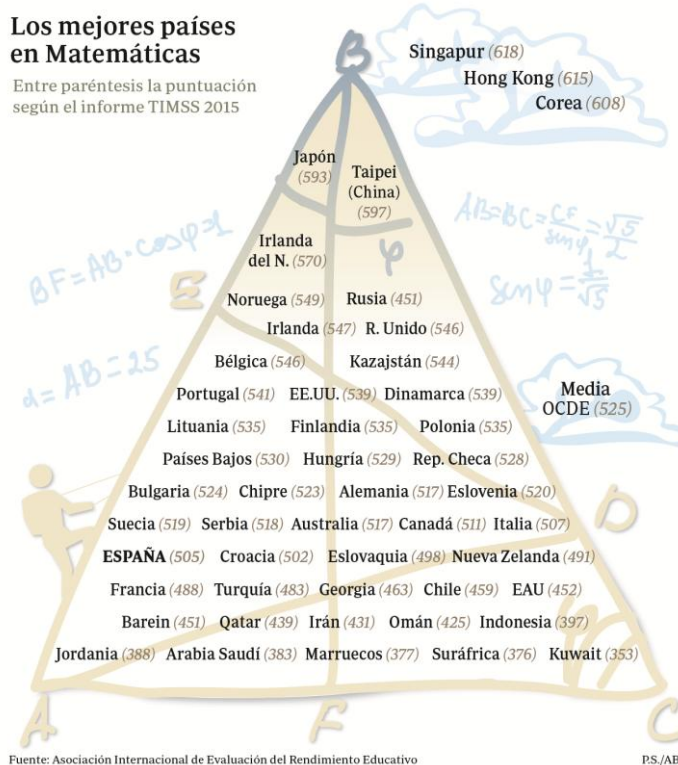 Los mejores países
en Matemáticas
Entre paréntesis la puntuación
según el informe TIMSS 2015
B
Singapur (618)
Hong Kong (615)
Corea (608)
Japón
(593)
Taipei
(China)
(597)
AB=BC=CF/sinφ=√5/2
sinφ=1/√5
BF=AB·cosφ=1
φ
Irlanda
del N. (570)
E
Noruega (549) Rusia (451)
Irlanda (547) R. Unido (546)
Bélgica (546) Kazajstán (544)
α=AB=25
Portugal (541) EE.UU. (539) Dinamarca (539)
Media
OCDE (525)
Lituania (535) Finlandia (535) Polonia (535)
Países Bajos (530) Hungría (529) Rep. Checa (528)
Bulgaria (524) Chipre (523) Alemania (517) Eslovenia (520)
D
Suecia (519) Serbia (518) Australia (517) Canadá (511) Italia (507)
ESPAÑA (505) Croacia (502) Eslovaquia (498) Nueva Zelanda (491)
Francia (488) Turquía (483) Georgia (463) Chile (459) EAU (452)
Barein (451) Qatar (439) Irán (431) Omán (425) Indonesia (397)
Jordania (388) Arabia Saudí (383) Marruecos (377) Suráfrica (376) Kuwait (353)
A F C
Fuente: Asociación Internacional de Evaluación del Rendimiento Educativo P.S./AB